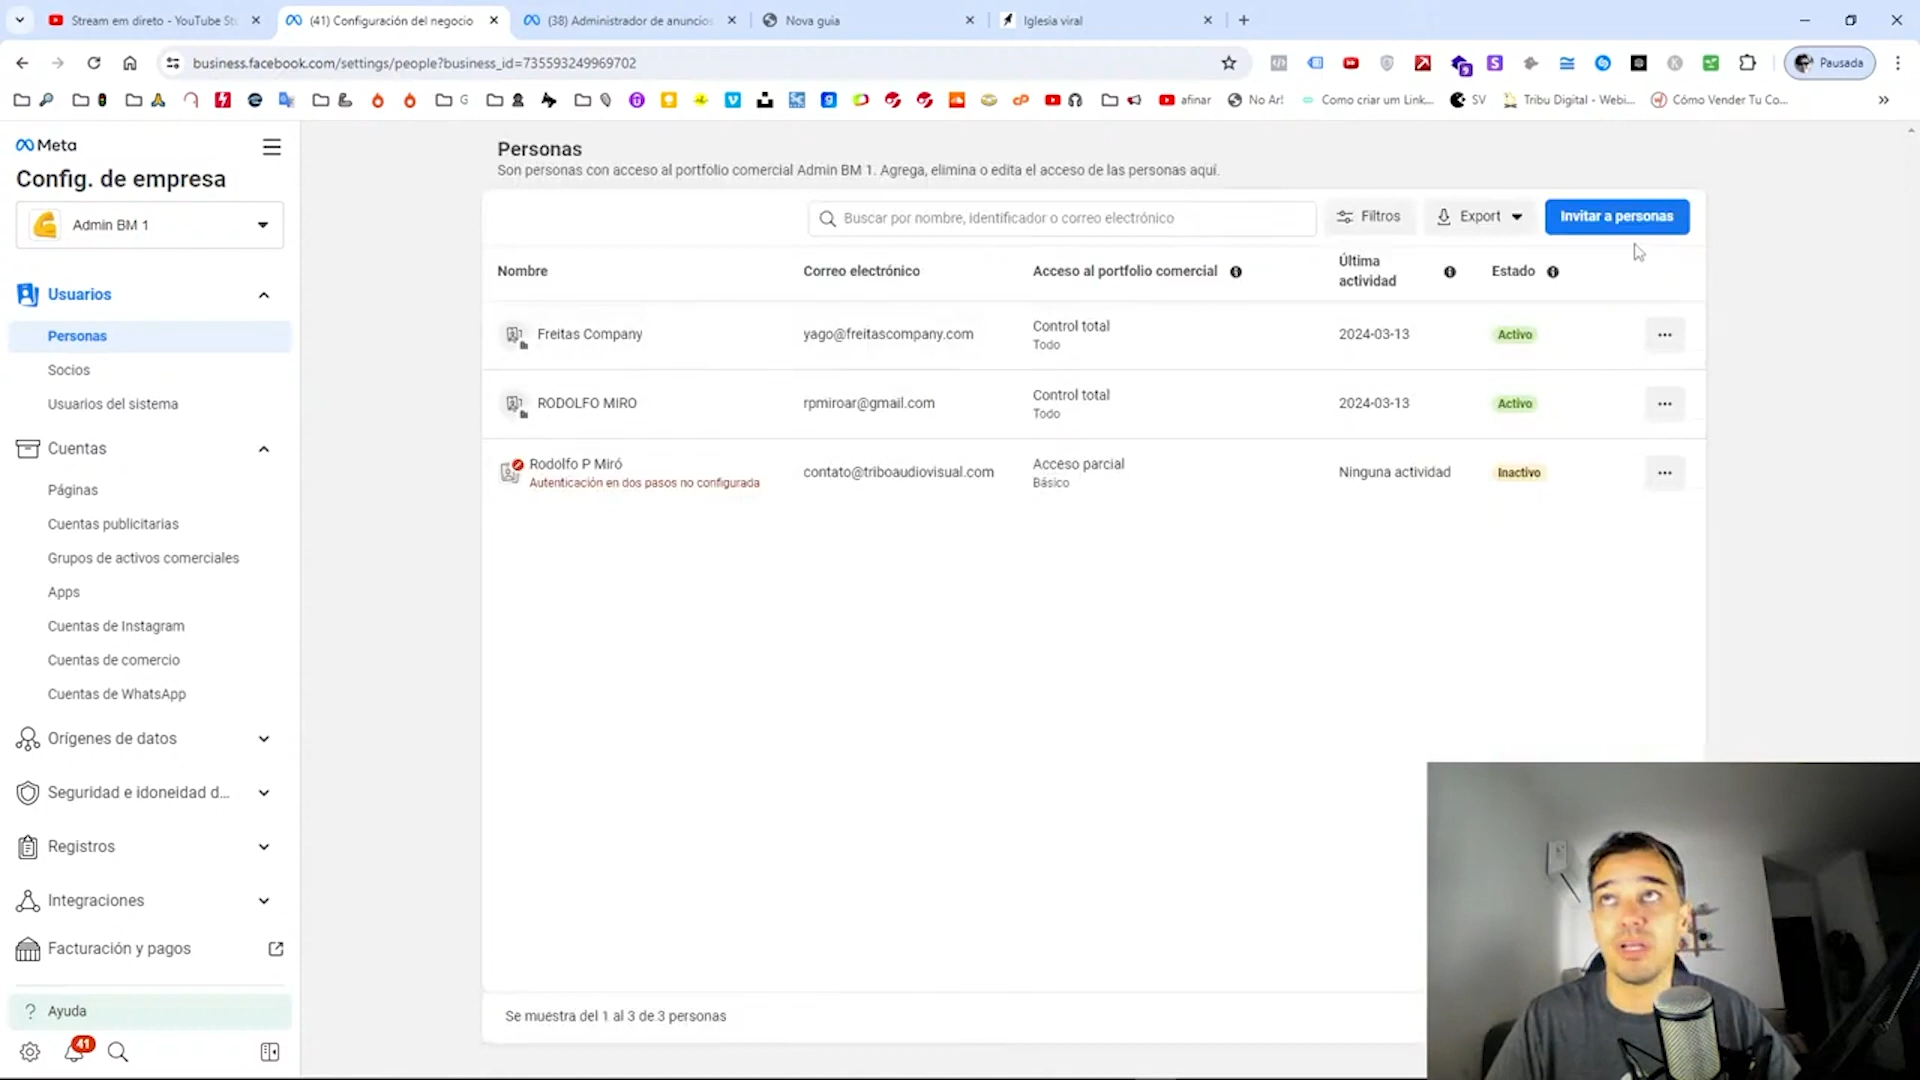 Stream em direto - YouTube St
(41) Configuración del negocio
(38) Administrador de anuncios
Nova guia
Iglesia viral
business.facebook.com/settings/people?business_id=735593249969702
Pausada
G
afinar
No Ar!
Como criar um Link...
SV
Tribu Digital - Webi...
Cómo Vender Tu Co...
Meta
Config. de empresa
Admin BM 1
Usuarios
Personas
Socios
Usuarios del sistema
Cuentas
Páginas
Cuentas publicitarias
Grupos de activos comerciales
Apps
Cuentas de Instagram
Cuentas de comercio
Cuentas de WhatsApp
Orígenes de datos
Seguridad e idoneidad d...
Registros
Integraciones
Facturación y pagos
Ayuda
41
Personas
Son personas con acceso al portfolio comercial Admin BM 1. Agrega, elimina o edita el acceso de las personas aquí.
Buscar por nombre, identificador o correo electrónico
Filtros
Export
Invitar a personas
Nombre
Correo electrónico
Acceso al portfolio comercial
Última actividad
Estado
Freitas Company
yago@freitascompany.com
Control total
Todo
2024-03-13
Activo
RODOLFO MIRO
rpmiroar@gmail.com
Control total
Todo
2024-03-13
Activo
Rodolfo P Miró
Autenticación en dos pasos no configurada
contato@triboaudiovisual.com
Acceso parcial
Básico
Ninguna actividad
Inactivo
Se muestra del 1 al 3 de 3 personas